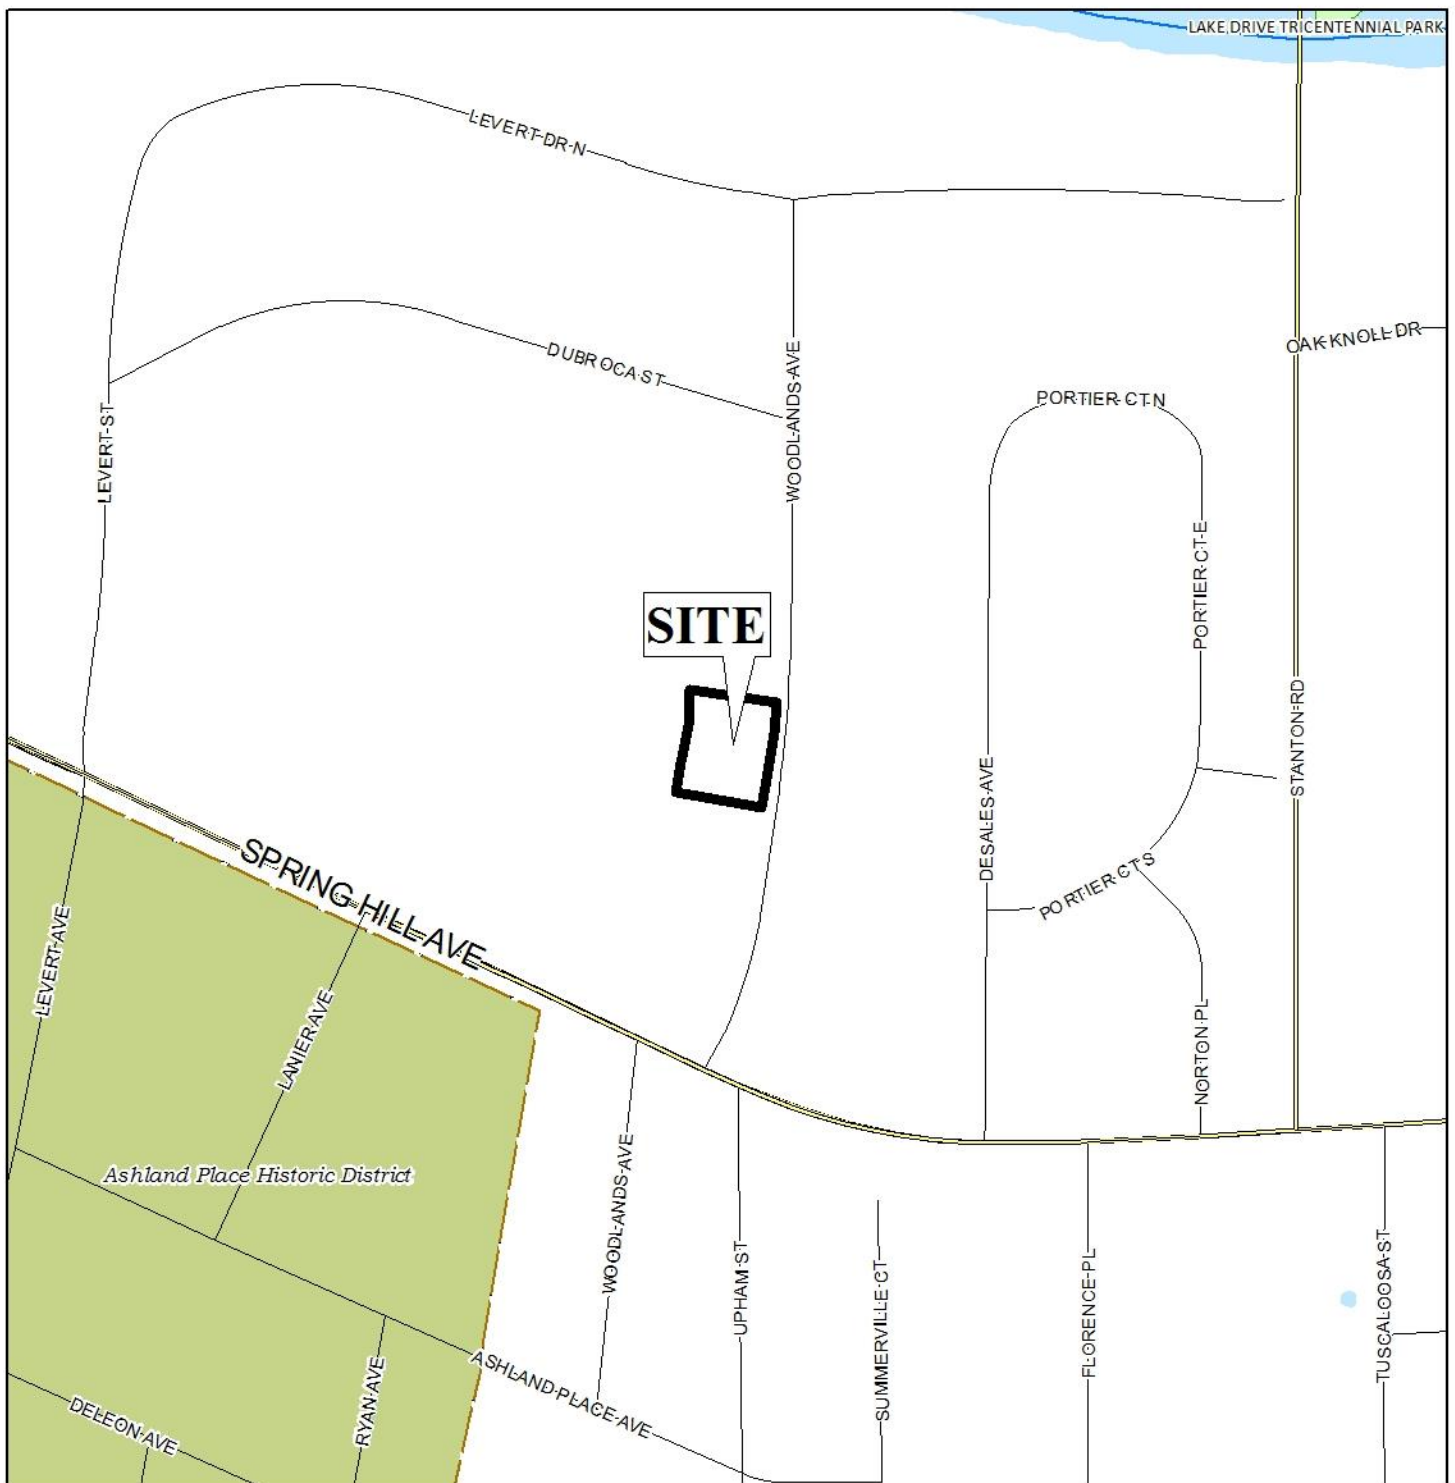 LAKE DRIVE TRICENTENNIAL PARK
LEVERT DR N
OAK KNOLL DR
DUBROCA ST
WOODLANDS AVE
PORTIER CT N
LEVERT ST
PORTIER CT E
SITE
STANTON RD
DESALES AVE
PORTIER CT S
SPRING HILL AVE
LEVERT AVE
LANIER AVE
NORTON PL
Ashland Place Historic District
WOODLANDS AVE
UPHAM ST
SUMMERVILLE CT
FLORENCE PL
TUSCALOOSA ST
ASHLAND PLACE AVE
RYAN AVE
DELEON AVE